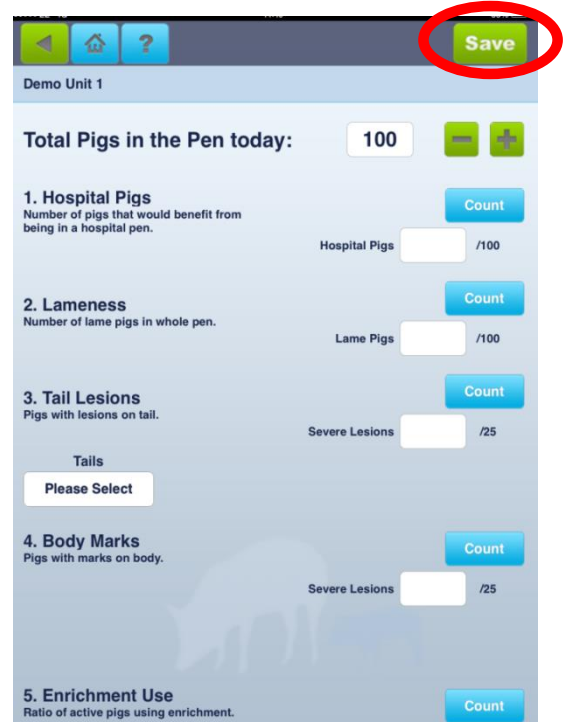 ?
Save
Demo Unit 1
Total Pigs in the Pen today:
100
1. Hospital Pigs
Count
Number of pigs that would benefit from
being in a hospital pen.
Hospital Pigs
/100
2. Lameness
Count
Number of lame pigs in whole pen.
Lame Pigs
/100
3. Tail Lesions
Count
Pigs with lesions on tail.
Severe Lesions
/25
Tails
Please Select
4. Body Marks
Count
Pigs with marks on body.
Severe Lesions
/25
5. Enrichment Use
Count
Ratio of active pigs using enrichment.